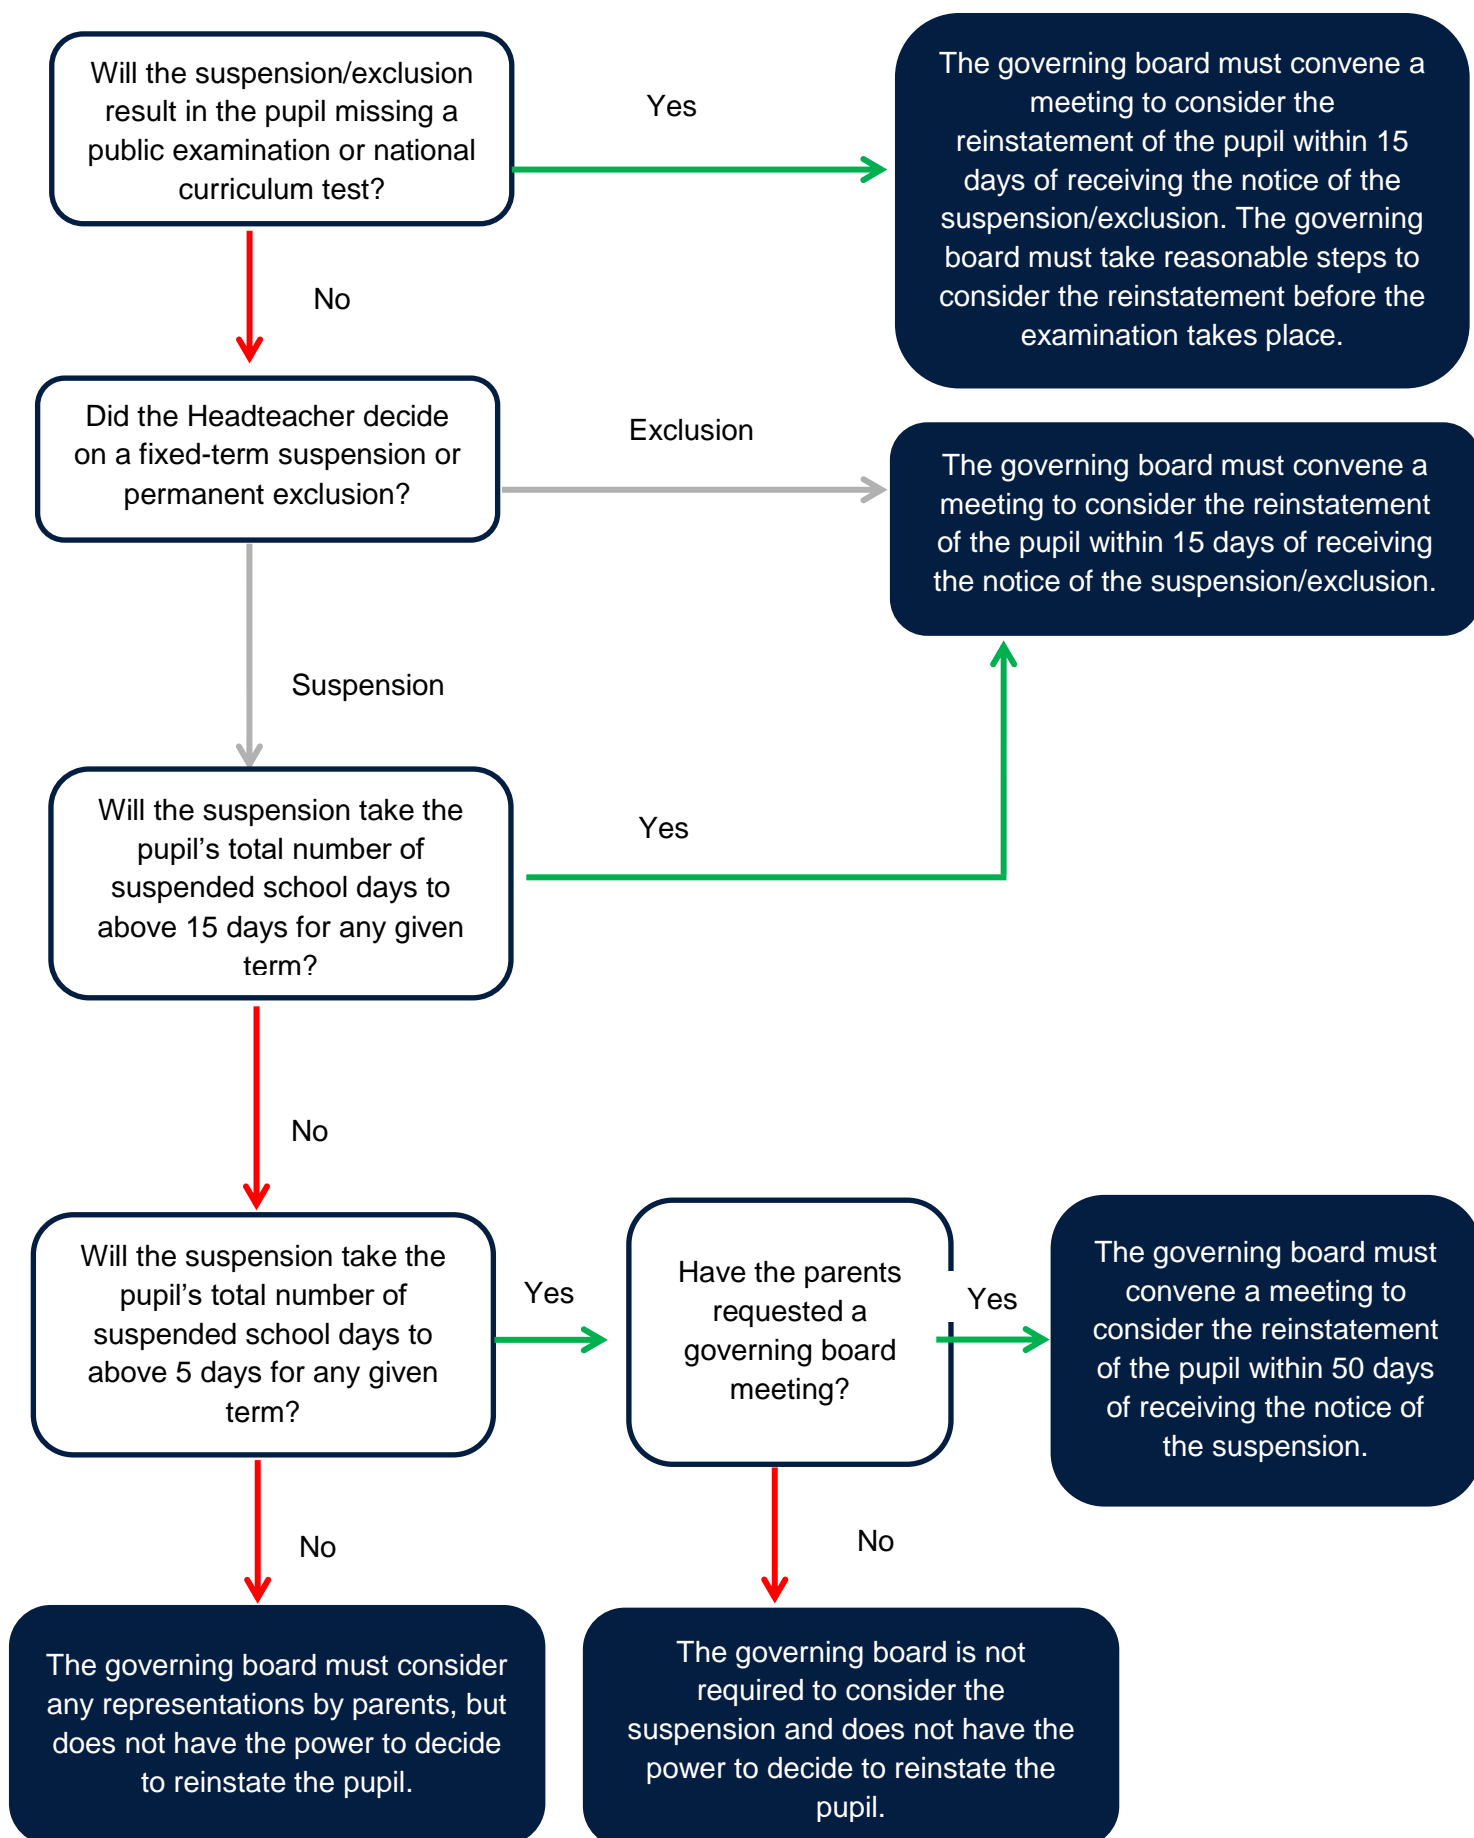 Will the suspension/exclusion
result in the pupil missing a
public examination or national
curriculum test?
Yes
The governing board must convene a
meeting to consider the
reinstatement of the pupil within 15
days of receiving the notice of the
suspension/exclusion. The governing
board must take reasonable steps to
consider the reinstatement before the
examination takes place.
No
Did the Headteacher decide
on a fixed-term suspension or
permanent exclusion?
Exclusion
The governing board must convene a
meeting to consider the reinstatement
of the pupil within 15 days of receiving
the notice of the suspension/exclusion.
Suspension
Will the suspension take the
pupil’s total number of
suspended school days to
above 15 days for any given
term?
Yes
No
Will the suspension take the
pupil’s total number of
suspended school days to
above 5 days for any given
term?
Yes
Have the parents
requested a
governing board
meeting?
Yes
The governing board must
convene a meeting to
consider the reinstatement
of the pupil within 50 days
of receiving the notice of
the suspension.
No
No
The governing board must consider
any representations by parents, but
does not have the power to decide
to reinstate the pupil.
The governing board is not
required to consider the
suspension and does not have the
power to decide to reinstate the
pupil.